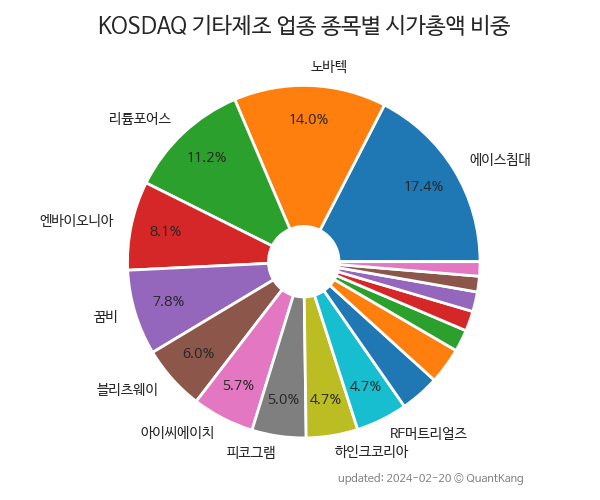 KOSDAQ 기타제조 업종 종목별 시가총액 비중
노바텍
14.0%
리튬포어스
11.2%
에이스침대
17.4%
엔바이오니아
8.1%
꿈비
7.8%
블리츠웨이
6.0%
아이씨에이치
5.7%
피코그램
5.0%
하인크코리아
4.7%
RF머트리얼즈
4.7%
updated: 2024-02-20 © QuantKang